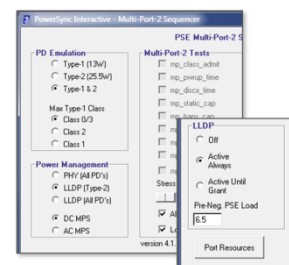 PowerSync Interactive - Multi-Port-2 Sequencer
PSE Multi-Port-2 S
PD Emulation
Type-1 (13W)
Type-2 (25.5W)
Type-1 & 2
Max Type-1 Class
Class 0/3
Class 2
Class 1
Power Management
PHY (All PD's)
LLDP (Type-2)
LLDP (All PD's)
DC MPS
AC MPS
Multi-Port-2 Tests
mp_class_admit
mp_pwrup_time
mp_discx_time
mp_static_cap
mp_trans_cap
Stress
version 4.1.
LLDP
Off
Active
Always
Active Until
Grant
Pre-Neg. PSE Load
6.5
Port Resources